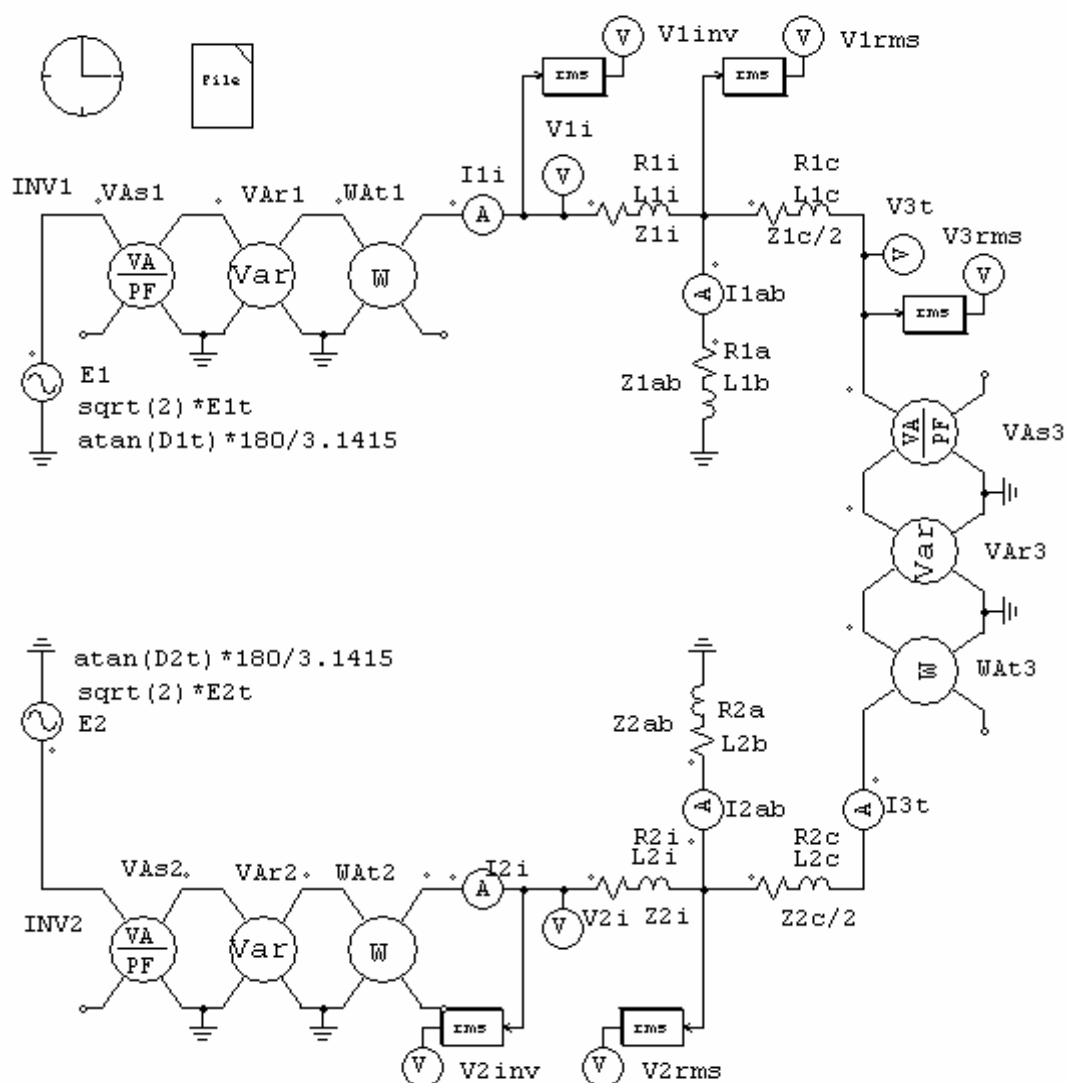 V1inv
V1rms
V
V
rms
rms
File
V1i
V
I1i
A
R1i
L1i
Z1i
R1c
L1c
Z1c/2
V3t
V
V3rms
V
rms
INV1
VAs1
VAr1
WAt1
VA
PF
Var
W
A
I1ab
R1a
L1b
Z1ab
E1
sqrt(2)*E1t
atan(D1t)*180/3.1415
VA
PF
VAs3
Var
VAr3
W
WAt3
atan(D2t)*180/3.1415
sqrt(2)*E2t
E2
R2a
L2b
Z2ab
A
I2ab
A
I3t
R2i
L2i
Z2i
R2c
L2c
Z2c/2
INV2
VAs2
VAr2
WAt2
I2i
A
VA
PF
Var
W
V2i
V
rms
V
V2inv
rms
V
V2rms